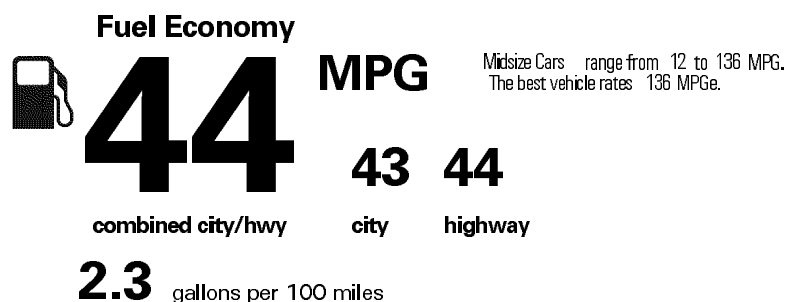 Fuel Economy
44 MPG
Midsize Cars range from 12 to 136 MPG.
The best vehicle rates 136 MPGe.
43 44
combined city/hwy city highway
2.3 gallons per 100 miles